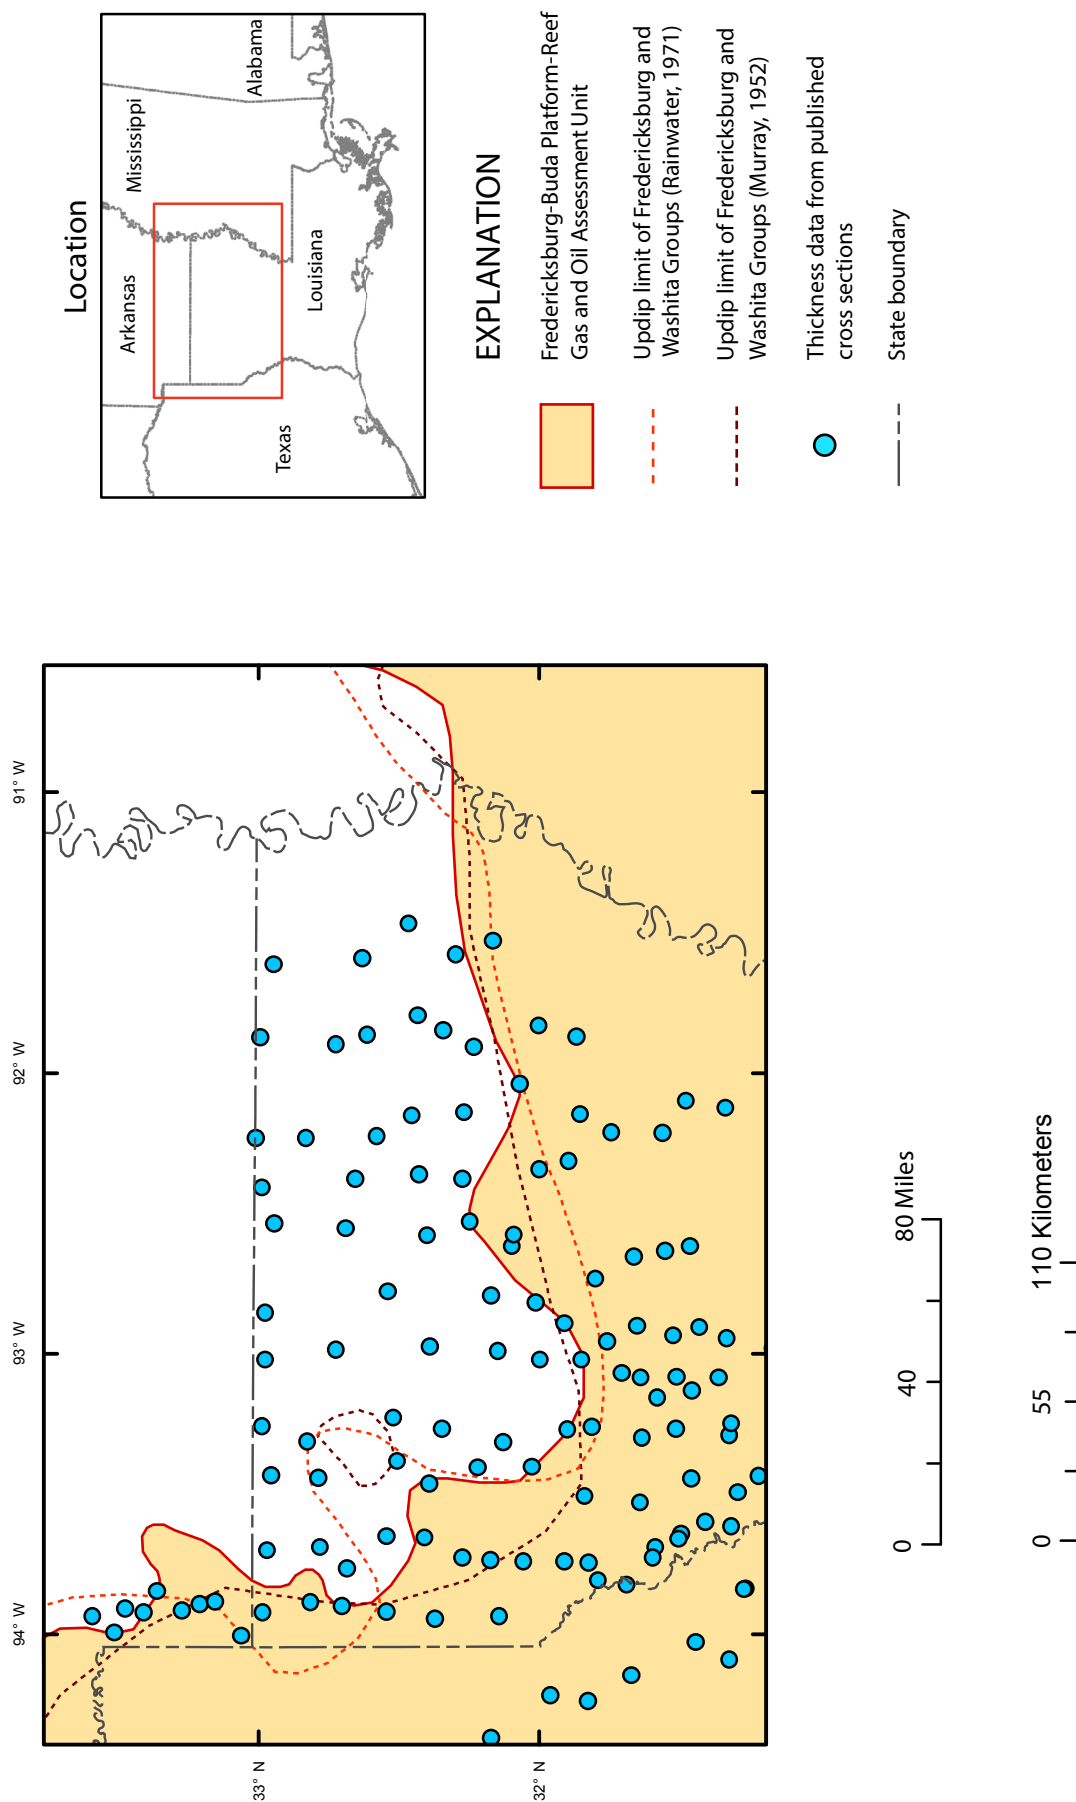 Location
Arkansas
Mississippi
Alabama
Texas
Louisiana
EXPLANATION
Fredericksburg-Buda Platform-Reef
Gas and Oil Assessment Unit
Updip limit of Fredericksburg and
Washita Groups (Rainwater, 1971)
Updip limit of Fredericksburg and
Washita Groups (Murray, 1952)
Thickness data from published
cross sections
State boundary
94° W
93° W
92° W
91° W
33° N
32° N
0
40
80 Miles
0
55
110 Kilometers